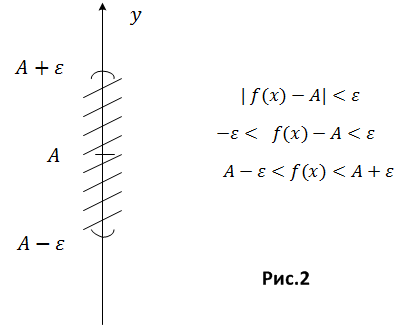 y
A + ε
|f(x) − A| < ε
−ε < f(x) − A < ε
A
A − ε < f(x) < A + ε
A − ε
Рис.2